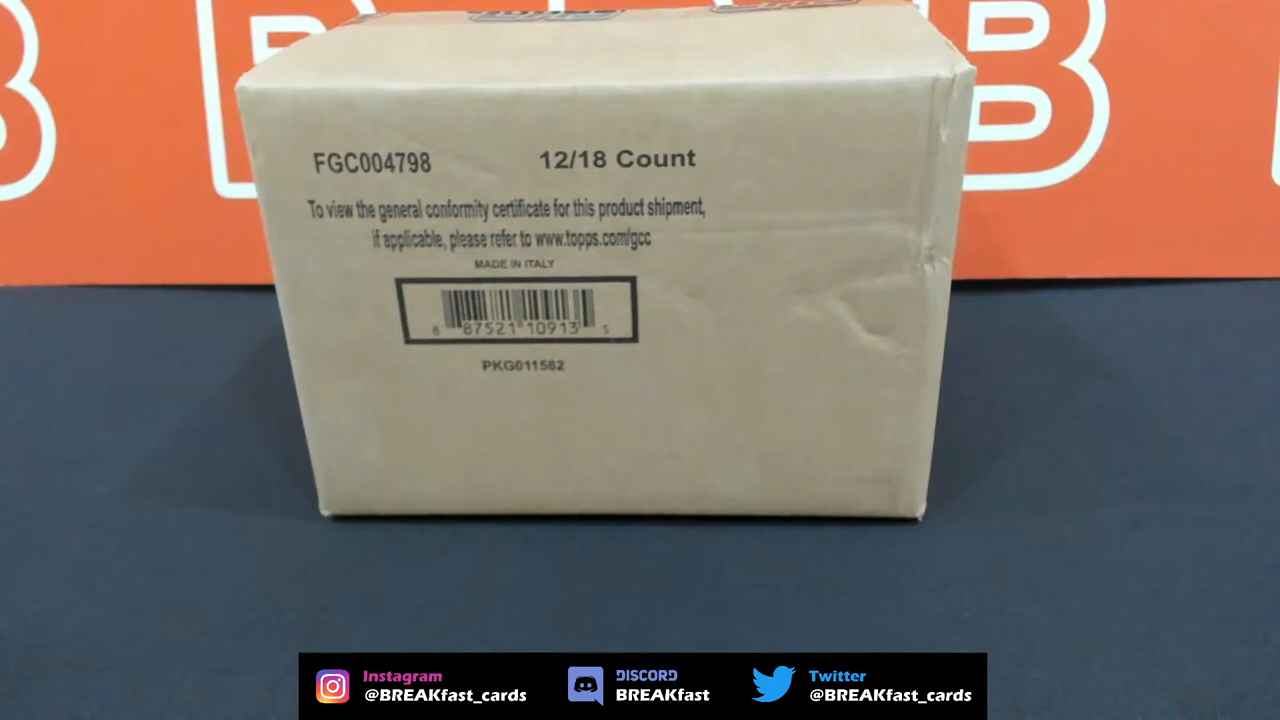 B B B B
FGC004798 12/18 Count
To view the general conformity certificate for this product shipment,
if applicable, please refer to www.topps.com/gcc
MADE IN ITALY
8 87521 10913 5
PKG011582
Instagram DISCORD Twitter
@BREAKfast_cards BREAKfast @BREAKfast_cards